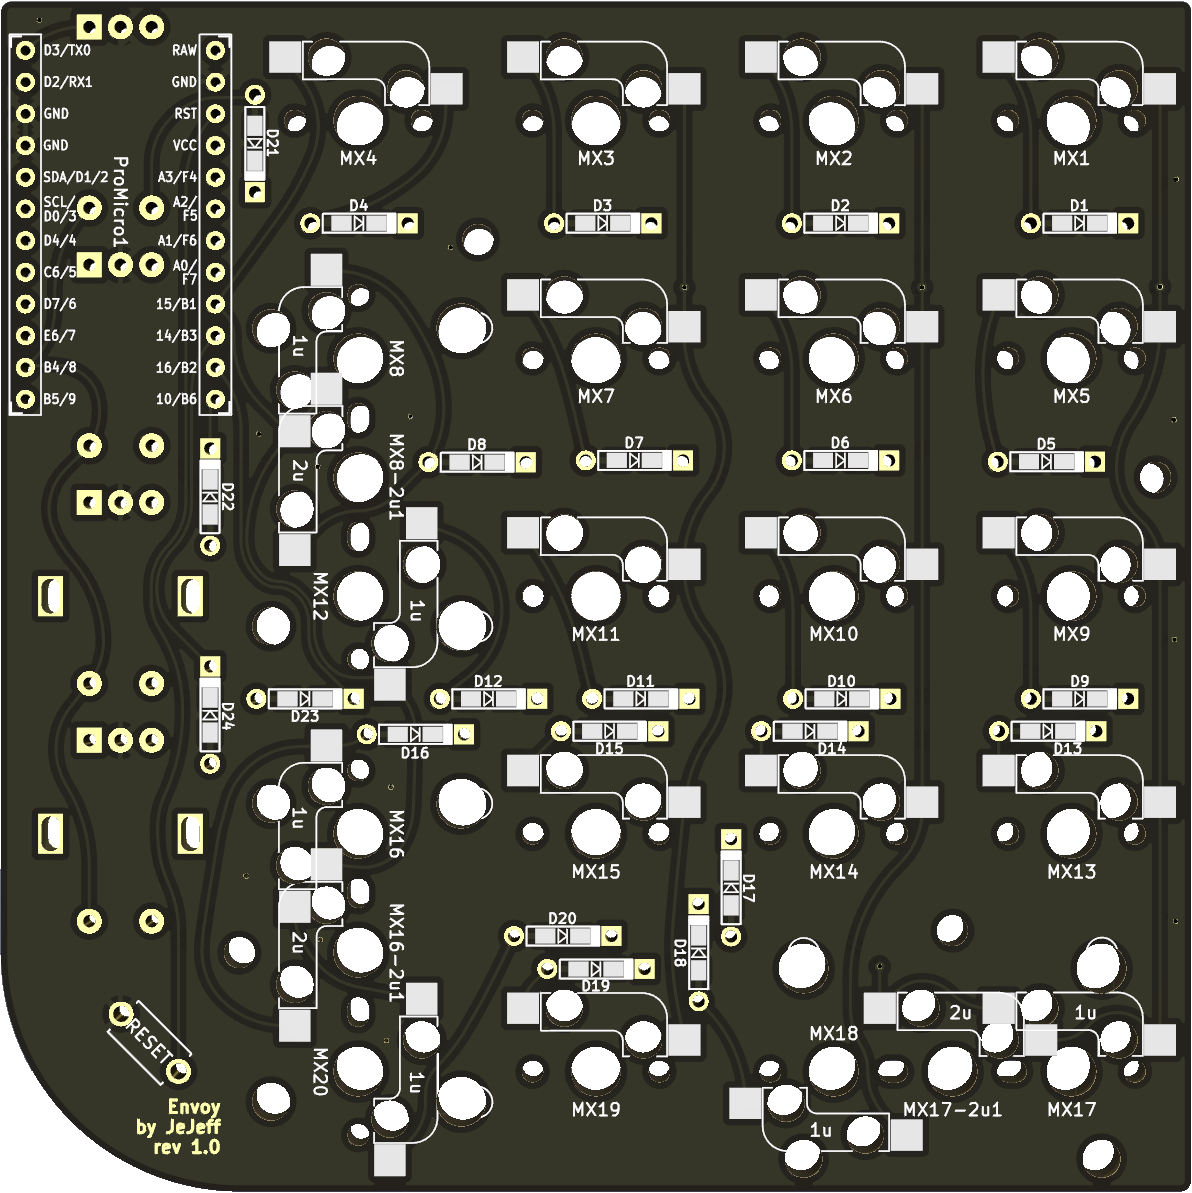 D3/TX0
RAW
D2/RX1
GND
GND
RST
GND
VCC
SDA/D1/2
A3/F4
SCL/
D0/3
A2/
F5
D4/4
A1/F6
C6/5
A0/
F7
D7/6
15/B1
E6/7
14/B3
B4/8
16/B2
B5/9
10/B6
ProMicro1
D21
MX4
MX3
MX2
MX1
D4
D3
D2
D1
1u
MX8
MX7
MX6
MX5
2u
MX8-2u1
D8
D7
D6
D5
D22
MX12
1u
MX11
MX10
MX9
D24
D23
D12
D11
D10
D9
D16
D15
D14
D13
1u
MX16
MX15
MX14
MX13
2u
MX16-2u1
D17
D18
D20
D19
RESET
MX20
1u
MX19
MX18
2u
1u
MX17-2u1
MX17
1u
Envoy
by JeJeff
rev 1.0